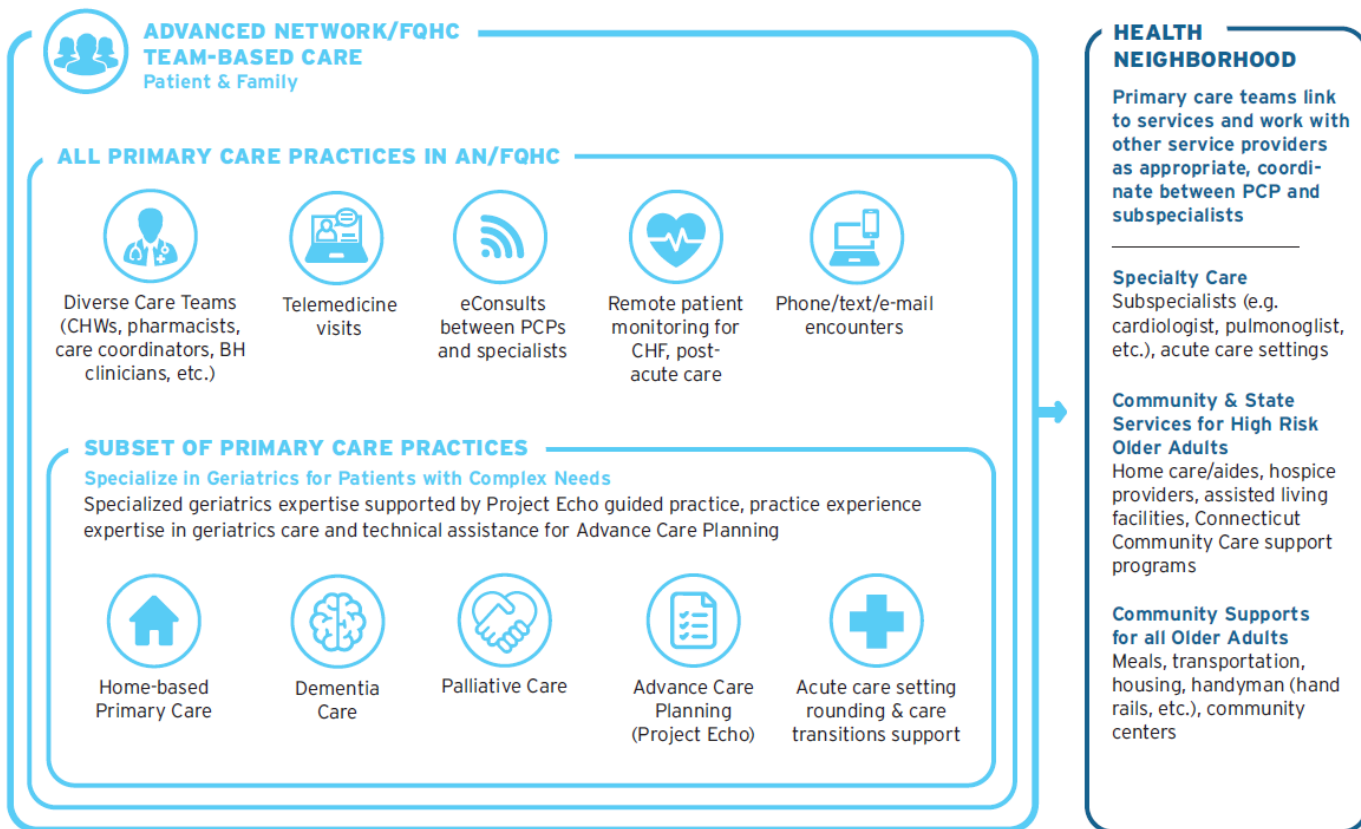 ADVANCED NETWORK/FQHC
TEAM-BASED CARE
Patient & Family
ALL PRIMARY CARE PRACTICES IN AN/FQHC
Diverse Care Teams
(CHWs, pharmacists,
care coordinators, BH
clinicians, etc.)
Telemedicine
visits
eConsults
between PCPs
and specialists
Remote patient
monitoring for
CHF, post-
acute care
Phone/text/e-mail
encounters
SUBSET OF PRIMARY CARE PRACTICES
Specialize in Geriatrics for Patients with Complex Needs
Specialized geriatrics expertise supported by Project Echo guided practice, practice experience
expertise in geriatrics care and technical assistance for Advance Care Planning
Home-based
Primary Care
Dementia
Care
Palliative Care
Advance Care
Planning
(Project Echo)
Acute care setting
rounding & care
transitions support
HEALTH
NEIGHBORHOOD
Primary care teams link
to services and work with
other service providers
as appropriate, coordi-
nate between PCP and
subspecialists
Specialty Care
Subspecialists (e.g.
cardiologist, pulmonoglist,
etc.), acute care settings
Community & State
Services for High Risk
Older Adults
Home care/aides, hospice
providers, assisted living
facilities, Connecticut
Community Care support
programs
Community Supports
for all Older Adults
Meals, transportation,
housing, handyman (hand
rails, etc.), community
centers